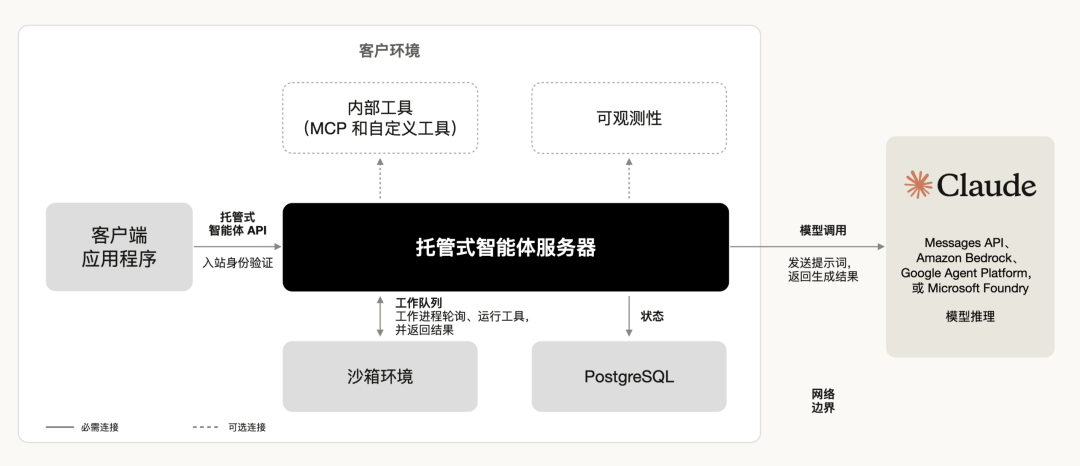 客户环境
内部工具
（MCP 和自定义工具）
可观测性
客户端
应用程序
托管式
智能体 API
入站身份验证
托管式智能体服务器
模型调用
发送提示词，
返回生成结果
Claude
Messages API、
Amazon Bedrock、
Google Agent Platform，
或 Microsoft Foundry
模型推理
工作队列
工作进程轮询、运行工具，
并返回结果
状态
沙箱环境
PostgreSQL
网络
边界
必需连接
可选连接